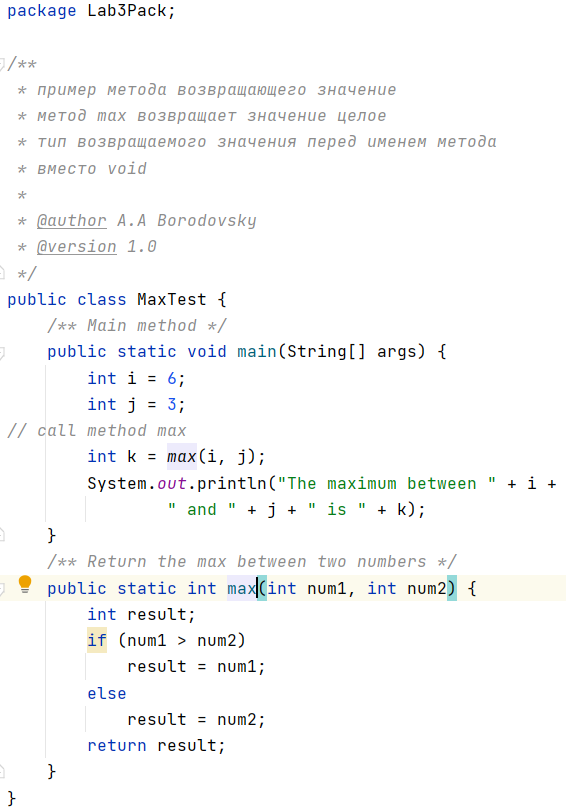 package Lab3Pack;
/**
 * пример метода возвращающего значение
 * метод max возвращает значение целое
 * тип возвращаемого значения перед именем метода
 * вместо void
 *
 * @author A.A Borodovsky
 * @version 1.0
 */
public class MaxTest {
    /** Main method */
    public static void main(String[] args) {
        int i = 6;
        int j = 3;
// call method max
        int k = max(i, j);
        System.out.println("The maximum between " + i +
                " and " + j + " is " + k);
    }
    /** Return the max between two numbers */
    public static int max(int num1, int num2) {
        int result;
        if (num1 > num2)
            result = num1;
        else
            result = num2;
        return result;
    }
}